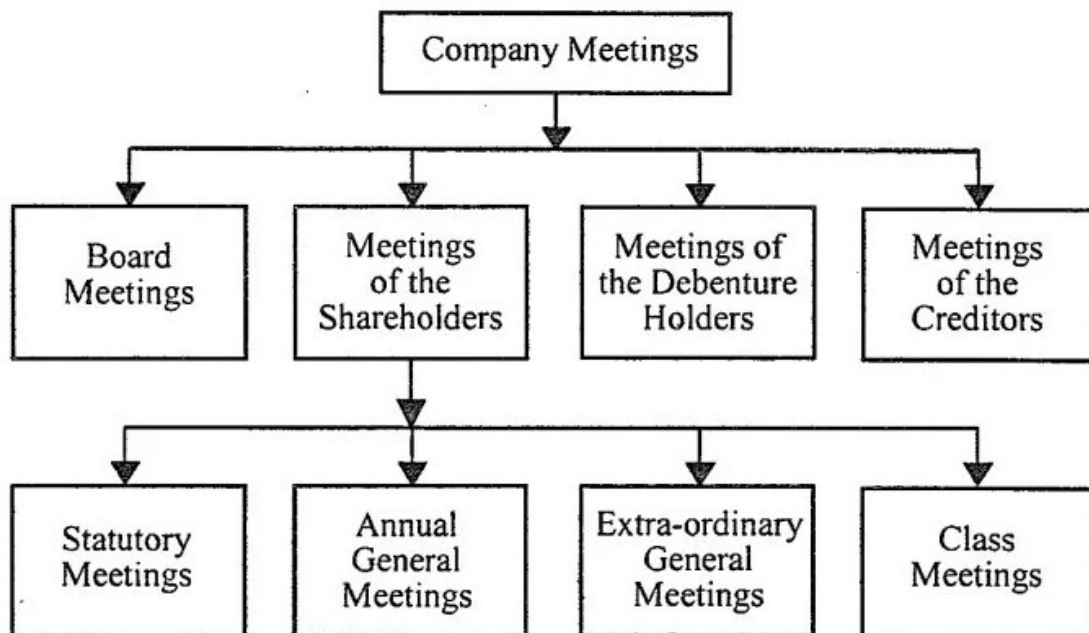 Company Meetings
Board
Meetings
Meetings
of the
Shareholders
Meetings of
the Debenture
Holders
Meetings
of the
Creditors
Statutory
Meetings
Annual
General
Meetings
Extra-ordinary
General
Meetings
Class
Meetings